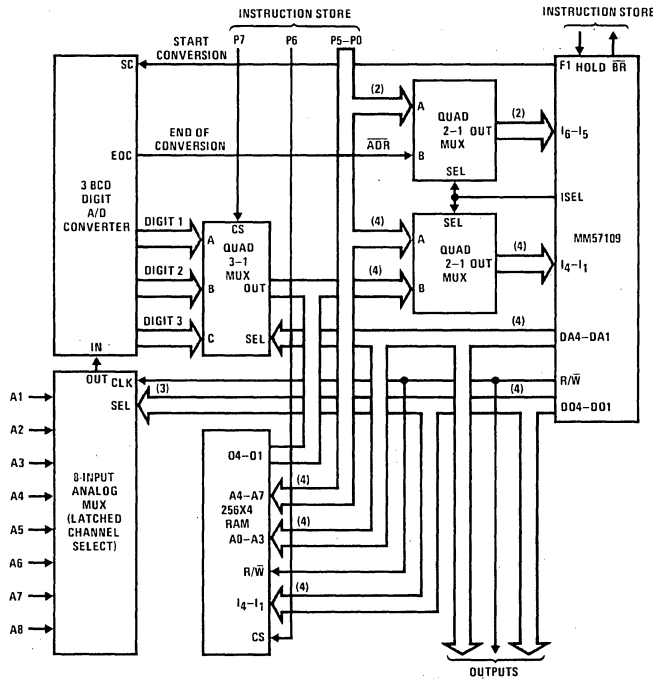 INSTRUCTION STORE
INSTRUCTION STORE
P7
P6
P5–P0
START
CONVERSION
SC
F1 HOLD B̅R̅
(2)
(2)
A
QUAD
2-1 OUT
MUX
I6–I5
END OF
CONVERSION
EOC
A̅D̅R̅
B
SEL
ISEL
3 BCD
DIGIT
A/D
CONVERTER
DIGIT 1
DIGIT 2
DIGIT 3
CS
A
QUAD
3-1
MUX
B
OUT
C
SEL
(4)
(4)
SEL
A
QUAD
2-1 OUT
MUX
B
(4)
MM57109
I4–I1
(4)
DA4–DA1
IN
OUT
CLK
(3)
SEL
R/W̅
(4)
DO4–DO1
A1
A2
A3
A4
A5
A6
A7
A8
8-INPUT
ANALOG
MUX
(LATCHED
CHANNEL
SELECT)
O4–O1
(4)
A4–A7
256X4
RAM
(4)
A0–A3
R/W̅
(4)
I4–I1
CS
OUTPUTS